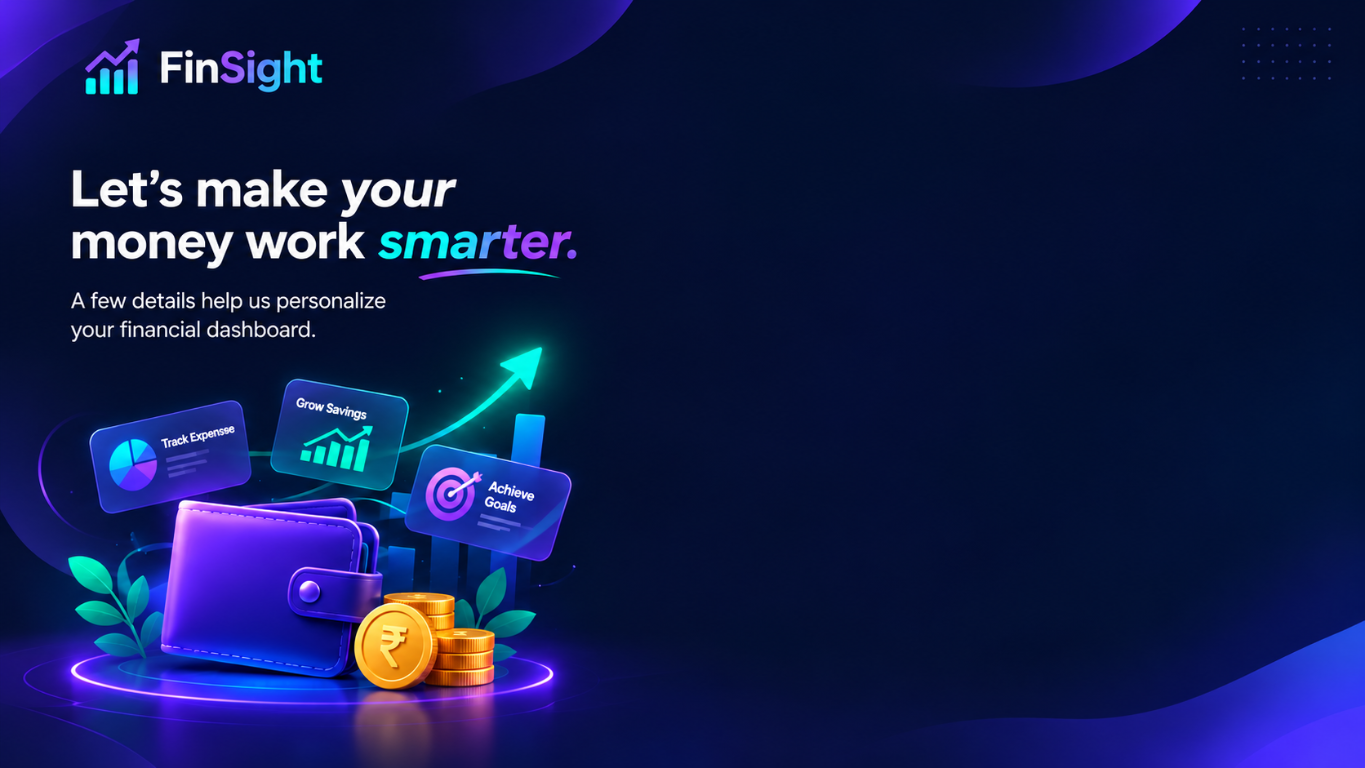 FinSight
Let's make your
money work smarter.
A few details help us personalize
your financial dashboard.
Grow Savings
Track Expense
Achieve
Goals
₹